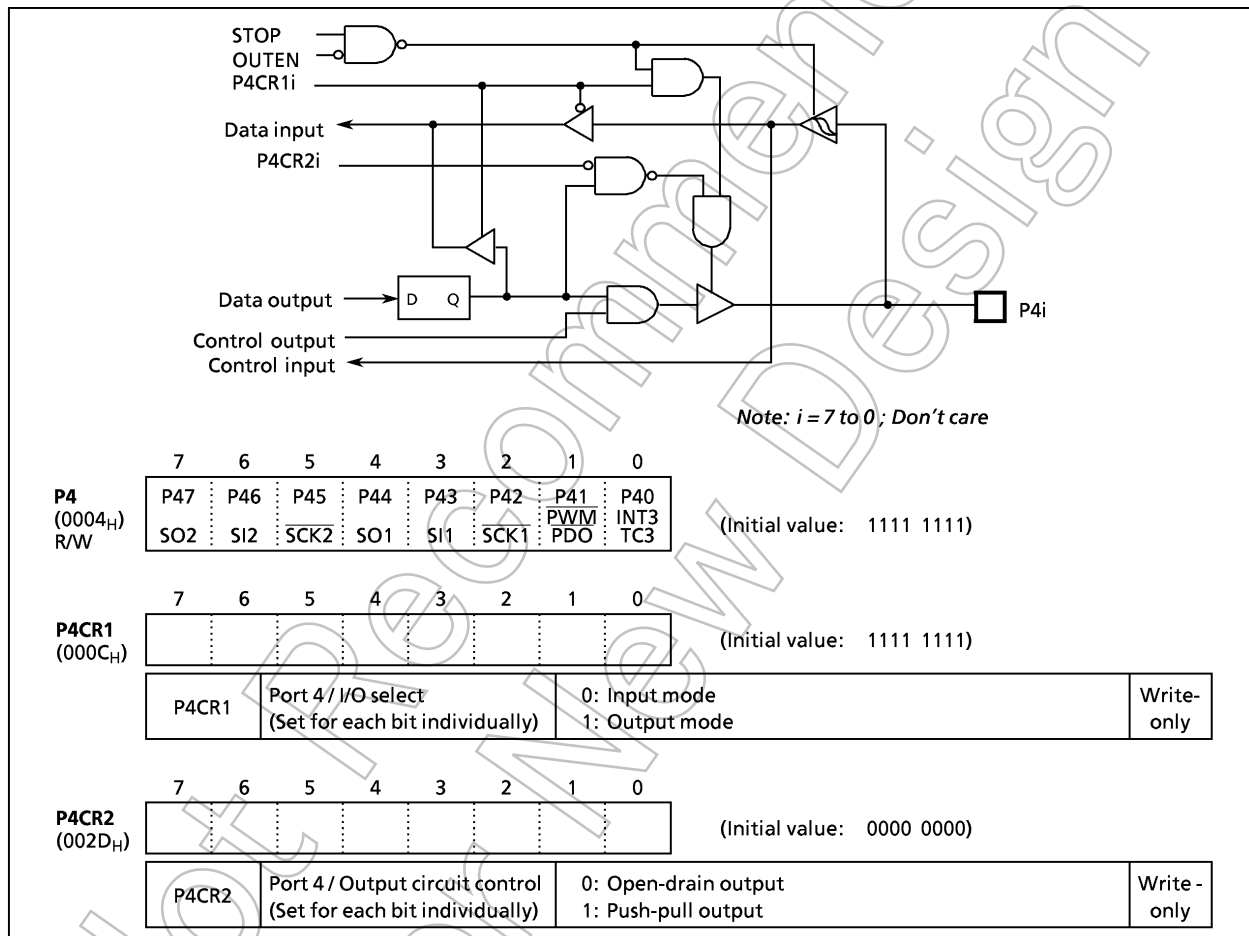 STOP
OUTEN
P4CR1i
Data input
P4CR2i
D Q
Data output
P4i
Control output
Control input
Note: i = 7 to 0 ; Don't care
7 6 5 4 3 2 1 0
P4 P47 P46 P45 P44 P43 P42 P41 P40
(0004H) PWM INT3 (Initial value: 1111 1111)
R/W SO2 SI2 SCK2 SO1 SI1 SCK1 PDO TC3
7 6 5 4 3 2 1 0
P4CR1
(000CH) (Initial value: 1111 1111)
P4CR1 Port 4 / I/O select 0: Input mode Write-
(Set for each bit individually) 1: Output mode only
7 6 5 4 3 2 1 0
P4CR2
(002DH) (Initial value: 0000 0000)
P4CR2 Port 4 / Output circuit control 0: Open-drain output Write -
(Set for each bit individually) 1: Push-pull output only
Not Recommended
for New Design